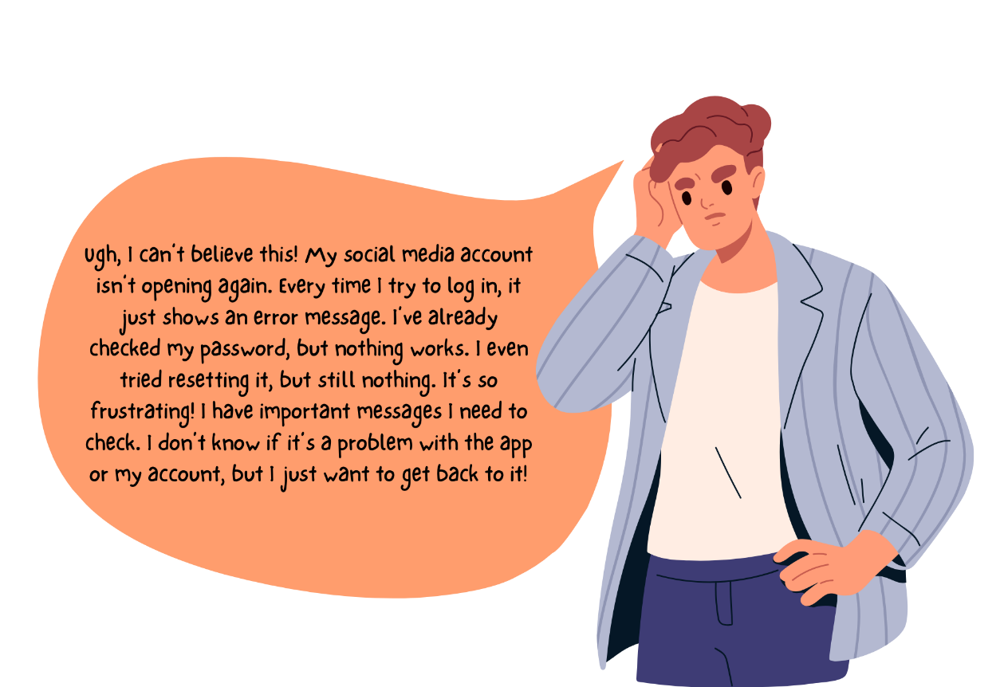 Ugh, I can't believe this! My social media account
isn't opening again. Every time I try to log in, it
just shows an error message. I've already
checked my password, but nothing works. I even
tried resetting it, but still nothing. It's so
frustrating! I have important messages I need to
check. I don't know if it's a problem with the app
or my account, but I just want to get back to it!